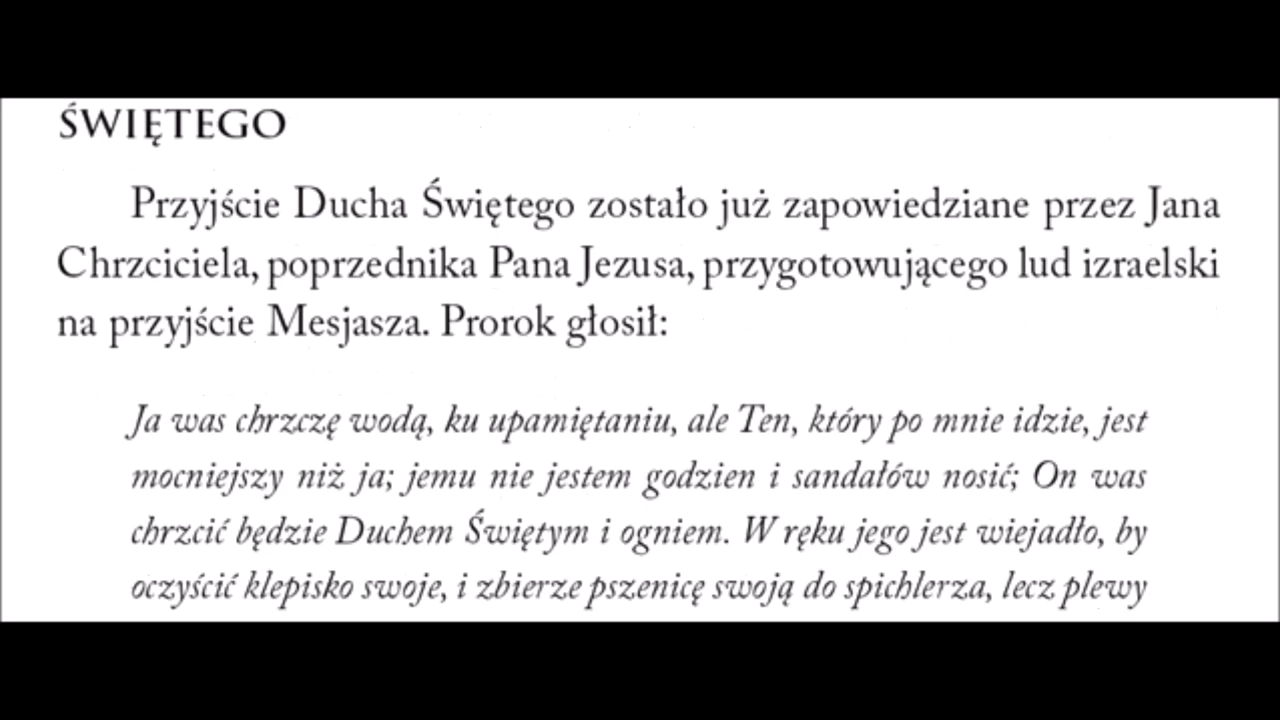 ŚWIĘTEGO
Przyjście Ducha Świętego zostało już zapowiedziane przez Jana
Chrzciciela, poprzednika Pana Jezusa, przygotowującego lud izraelski
na przyjście Mesjasza. Prorok głosił:
Ja was chrzczę wodą, ku upamiętaniu, ale Ten, który po mnie idzie, jest
mocniejszy niż ja; jemu nie jestem godzien i sandałów nosić; On was
chrzcić będzie Duchem Świętym i ogniem. W ręku jego jest wiejadło, by
oczyścić klepisko swoje, i zbierze pszenicę swoją do spichlerza, lecz plewy